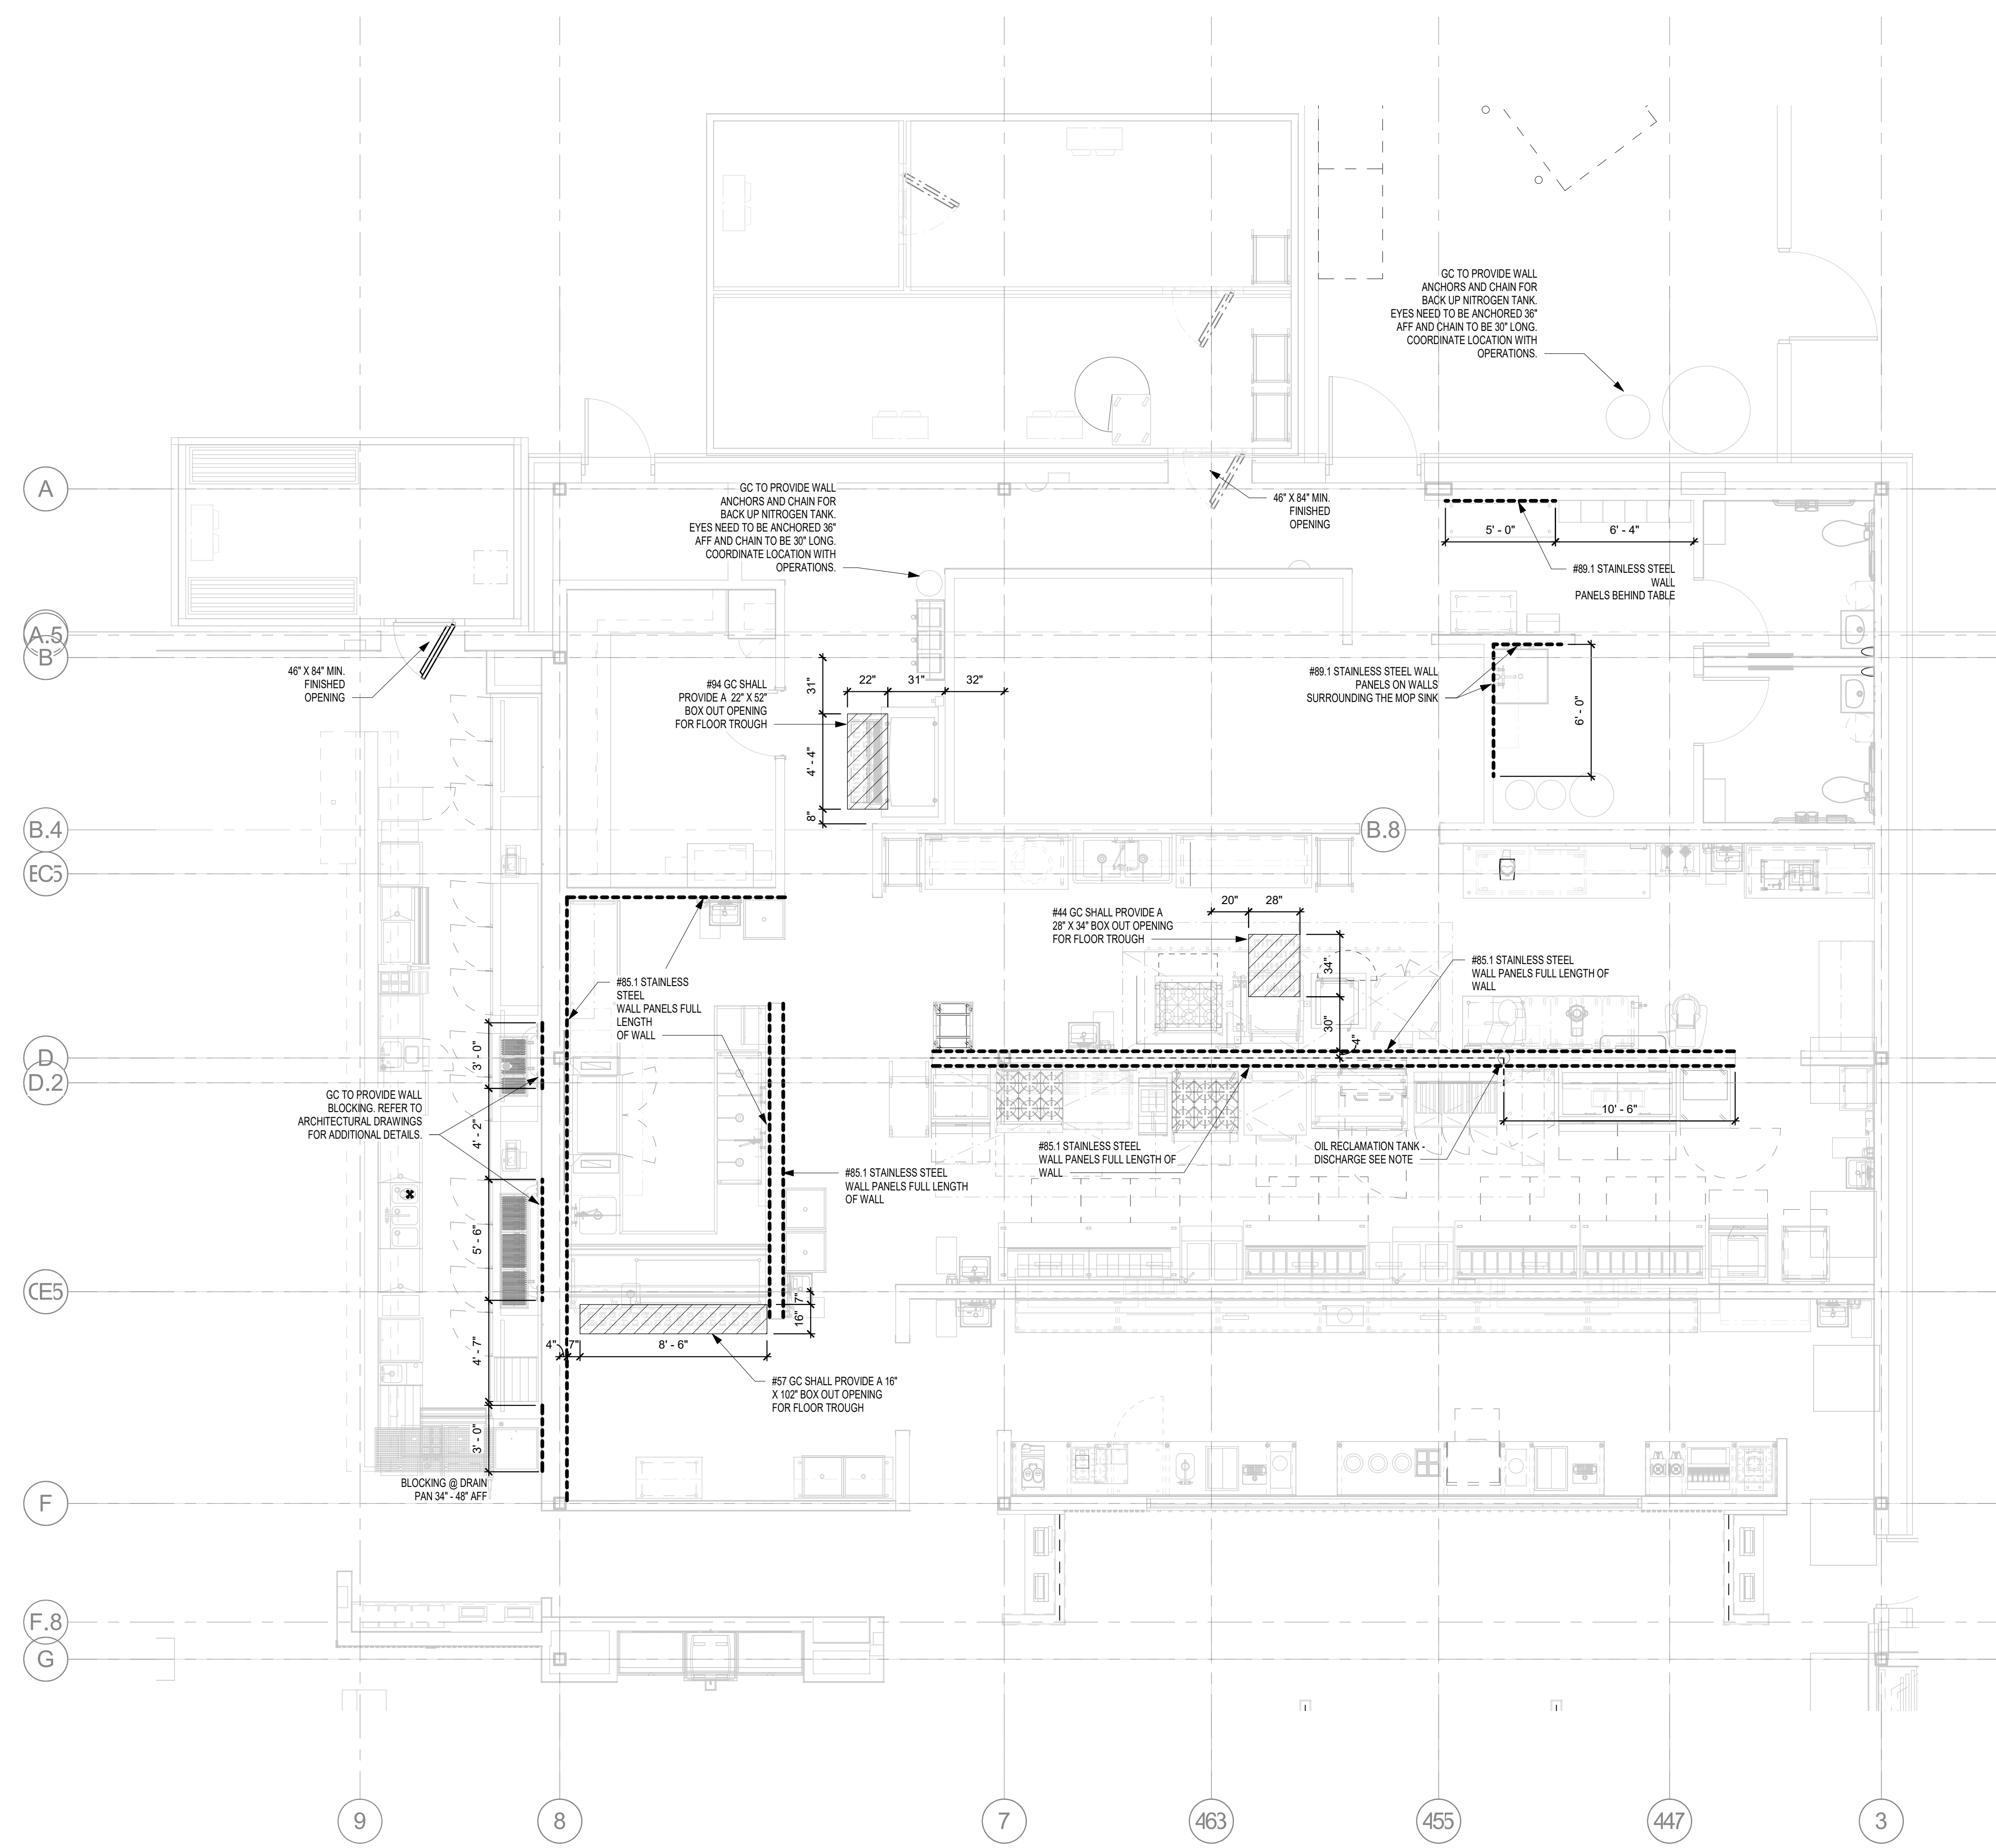 GC TO PROVIDE WALL
ANCHORS AND CHAIN FOR
BACK UP NITROGEN TANK.
EYES NEED TO BE ANCHORED 36"
AFF AND CHAIN TO BE 30" LONG.
COORDINATE LOCATION WITH
OPERATIONS.
A
GC TO PROVIDE WALL
ANCHORS AND CHAIN FOR
BACK UP NITROGEN TANK.
EYES NEED TO BE ANCHORED 36"
AFF AND CHAIN TO BE 30" LONG.
COORDINATE LOCATION WITH
OPERATIONS.
46" X 84" MIN.
FINISHED
OPENING
5' - 0"
6' - 4"
#89.1 STAINLESS STEEL
WALL
PANELS BEHIND TABLE
A.5
B
46" X 84" MIN.
FINISHED
OPENING
#94 GC SHALL
PROVIDE A 22" X 52"
BOX OUT OPENING
FOR FLOOR TROUGH
31"
22"
31"
32"
4' - 4"
8"
#89.1 STAINLESS STEEL WALL
PANELS ON WALLS
SURROUNDING THE MOP SINK
6' - 0"
B.4
B.8
#44 GC SHALL PROVIDE A
28" X 34" BOX OUT OPENING
FOR FLOOR TROUGH
20"
28"
34"
30"
4"
#85.1 STAINLESS STEEL
WALL PANELS FULL LENGTH OF
WALL
#85.1 STAINLESS
STEEL
WALL PANELS FULL
LENGTH
OF WALL
D
D.2
3' - 0"
GC TO PROVIDE WALL
BLOCKING. REFER TO
ARCHITECTURAL DRAWINGS
FOR ADDITIONAL DETAILS.
4' - 2"
5' - 6"
4' - 7"
3' - 0"
#85.1 STAINLESS STEEL
WALL PANELS FULL LENGTH
OF WALL
#85.1 STAINLESS STEEL
WALL PANELS FULL LENGTH OF
WALL
OIL RECLAMATION TANK -
DISCHARGE SEE NOTE
10' - 6"
7"
16"
4"
7"
8' - 6"
#57 GC SHALL PROVIDE A 16"
X 102" BOX OUT OPENING
FOR FLOOR TROUGH
BLOCKING @ DRAIN
PAN 34" - 48" AFF
F
F.8
G
9
8
7
3